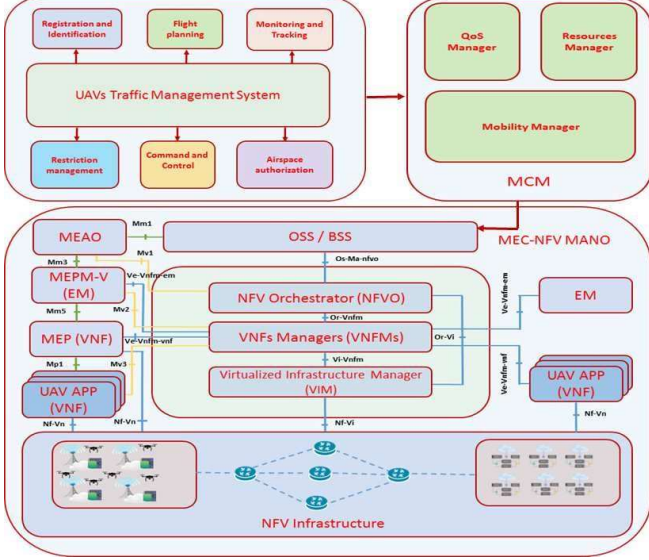 Registration and
Identification
Flight
planning
Monitoring and
Tracking
UAVs Traffic Management System
Restriction
management
Command and
Control
Airspace
authorization
QoS
Manager
Resources
Manager
Mobility Manager
MCM
MEC-NFV MANO
MEAO
Mm1
OSS / BSS
Mv1
Mm3
Os-Ma-nfvo
MEPM-V
(EM)
Ve-Vnfm-em
NFV Orchestrator (NFVO)
Ve-Vnfm-em
EM
Mv2
Mm5
Or-Vnfm
MEP (VNF)
VNFs Managers (VNFMs)
Or-Vi
Ve-Vnfm-vnf
Mp1
Mv3
Vi-Vnfm
Ve-Vnfm-vnf
UAV APP
(VNF)
Virtualized Infrastructure Manager
(VIM)
UAV APP
(VNF)
Nf-Vn
Nf-Vi
Nf-Vn
NFV Infrastructure